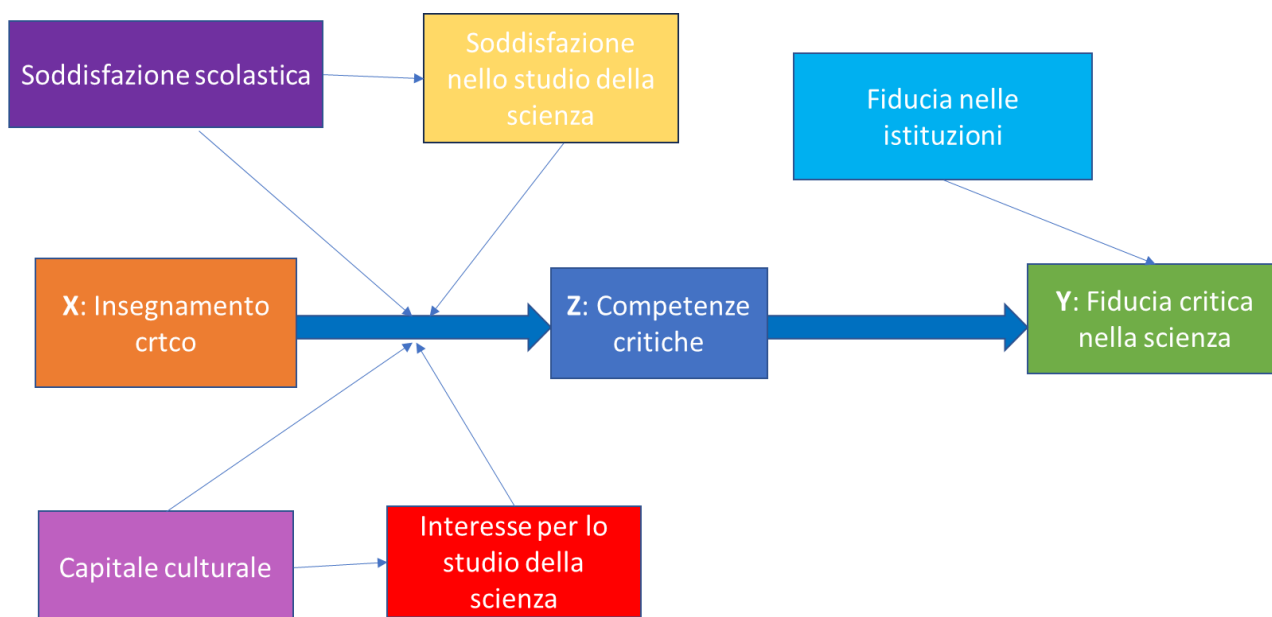 Soddisfazione scolastica
Soddisfazione
nello studio della
scienza
Fiducia nelle
istituzioni
X: Insegnamento
crtco
Z: Competenze
critiche
Y: Fiducia critica
nella scienza
Capitale culturale
Interesse per lo
studio della
scienza